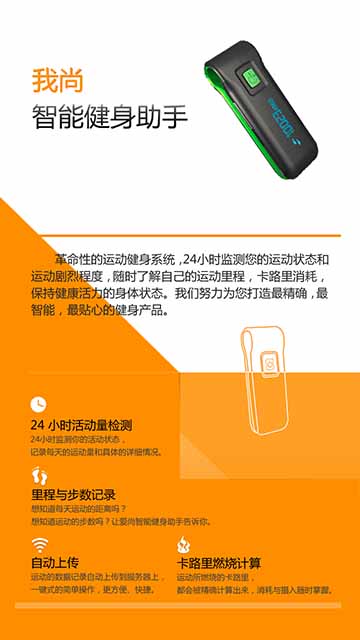 我尚
智能健身助手
革命性的运动健身系统，24小时监测您的运动状态和
运动剧烈程度，随时了解自己的运动里程，卡路里消耗，
保持健康活力的身体状态。我们努力为您打造最精确，最
智能，最贴心的健身产品。
24 小时活动量检测
24小时监测你的活动状态，
记录每天的运动量和具体的详细情况。
里程与步数记录
想知道每天运动的距离吗？
想知道运动的步数吗？让爱尚智能健身助手告诉你。
自动上传
运动的数据记录自动上传到服务器上，
一键式的简单操作，更方便、快捷。
卡路里燃烧计算
运动所燃烧的卡路里，
都会被精确计算出来，消耗与摄入随时掌握。